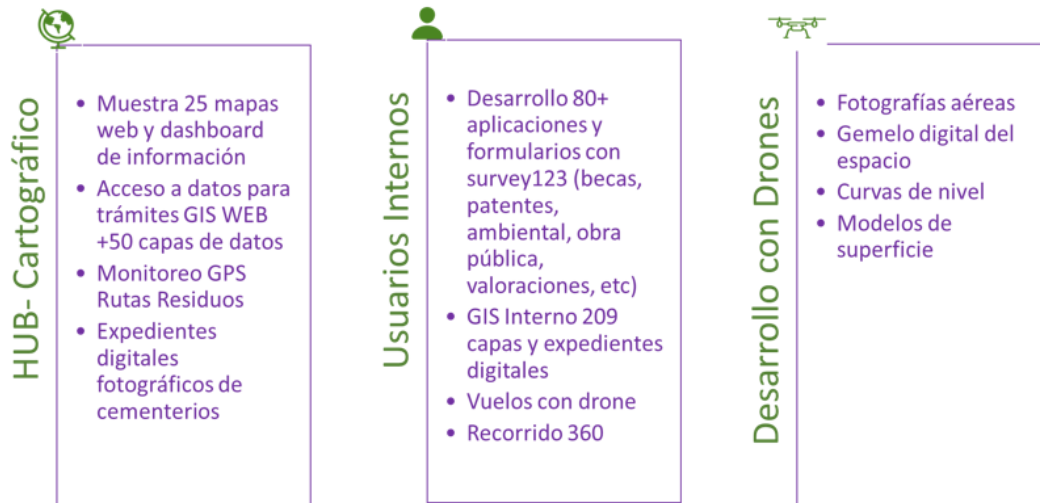 HUB- Cartográfico
• Muestra 25 mapas
web y dashboard
de información
• Acceso a datos para
trámites GIS WEB
+50 capas de datos
• Monitoreo GPS
Rutas Residuos
• Expedientes
digitales
fotográficos de
cementerios
Usuarios Internos
• Desarrollo 80+
aplicaciones y
formularios con
survey123 (becas,
patentes,
ambiental, obra
pública,
valoraciones, etc)
• GIS Interno 209
capas y expedientes
digitales
• Vuelos con drone
• Recorrido 360
Desarrollo con Drones
• Fotografías aéreas
• Gemelo digital del
espacio
• Curvas de nivel
• Modelos de
superficie